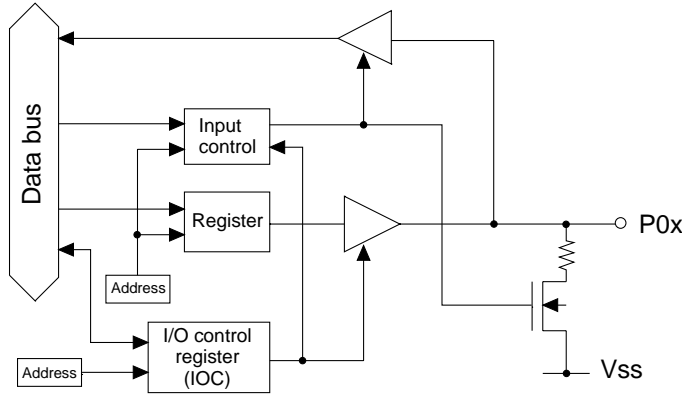 Data bus
Input
control
Register
P0x
Address
I/O control
register
(IOC)
Address
Vss